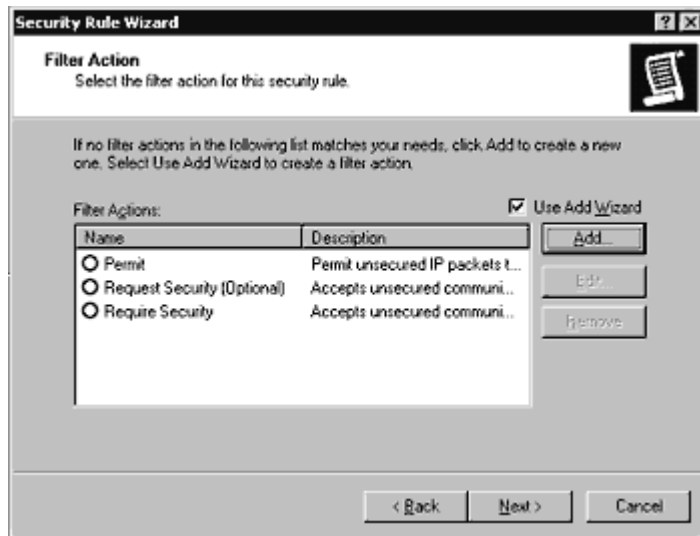 Security Rule Wizard
Filter Action
Select the filter action for this security rule.
If no filter actions in the following list matches your needs, click Add to create a new
one. Select Use Add Wizard to create a filter action.
Filter Actions:
Use Add Wizard
Name Description
Permit Permit unsecured IP packets t...
Request Security (Optional) Accepts unsecured communi...
Require Security Accepts unsecured communi...
Add...
Edit...
Remove
< Back Next > Cancel